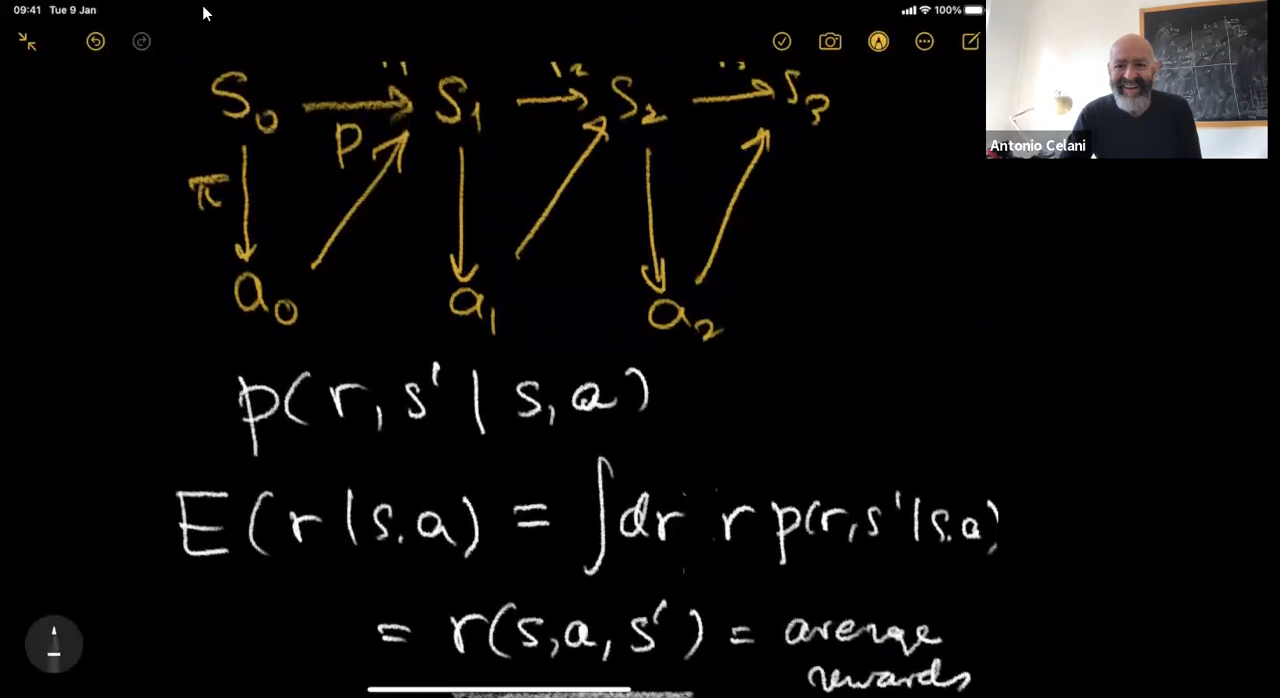 09:41 Tue 9 Jan 100%
S₀ S₁ S₂ S₃
p
π
a₀ a₁ a₂
p(r, s' | s, a)
E(r | s.a) = ∫dr r p(r, s' | s.a)
= r(s, a, s') = average
rewards
Antonio Celani